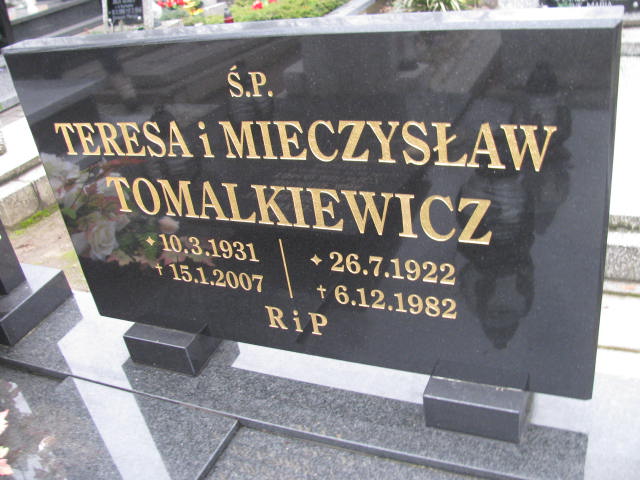 Ś.P.
TERESA i MIECZYSŁAW
TOMALKIEWICZ
✦ 10.3.1931
✝ 15.1.2007
✦ 26.7.1922
✝ 6.12.1982
R i P